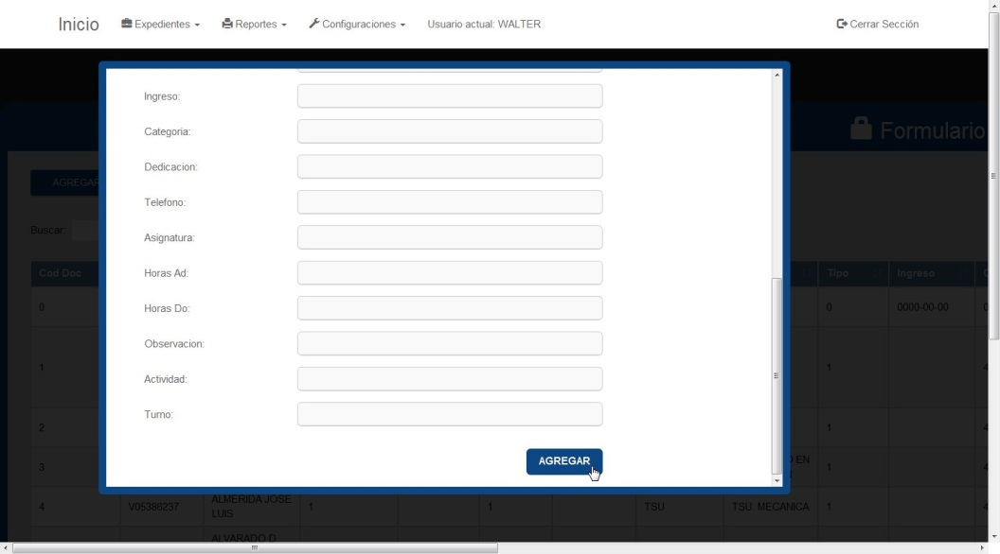 Inicio Expedientes Reportes Configuraciones Usuario actual: WALTER Cerrar Sección
Formulario
AGREGAR
Buscar:
Ingreso:
Categoria:
Dedicacion:
Telefono:
Asignatura:
Horas Ad:
Horas Do:
Observacion:
Actividad:
Turno:
AGREGAR
Cod Doc Tipo Ingreso
0 0 0000-00-00
1 1
2 1
3 EN 1
4 V05386237 ALMERIDA JOSE LUIS 1 1 TSU TSU. MECANICA 1
ALVARADO D